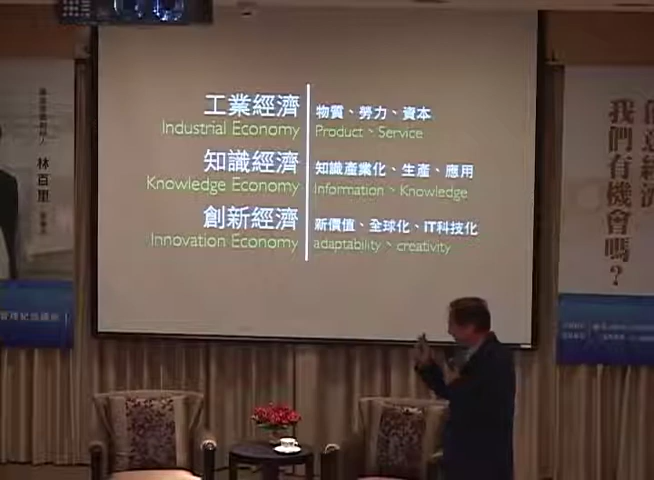 工業經濟
Industrial Economy
物質、勞力、資本
Product、Service
知識經濟
Knowledge Economy
知識產業化、生產、應用
Information、Knowledge
創新經濟
Innovation Economy
新價值、全球化、IT科技化
adaptability、creativity
林百里
我們有機會嗎?